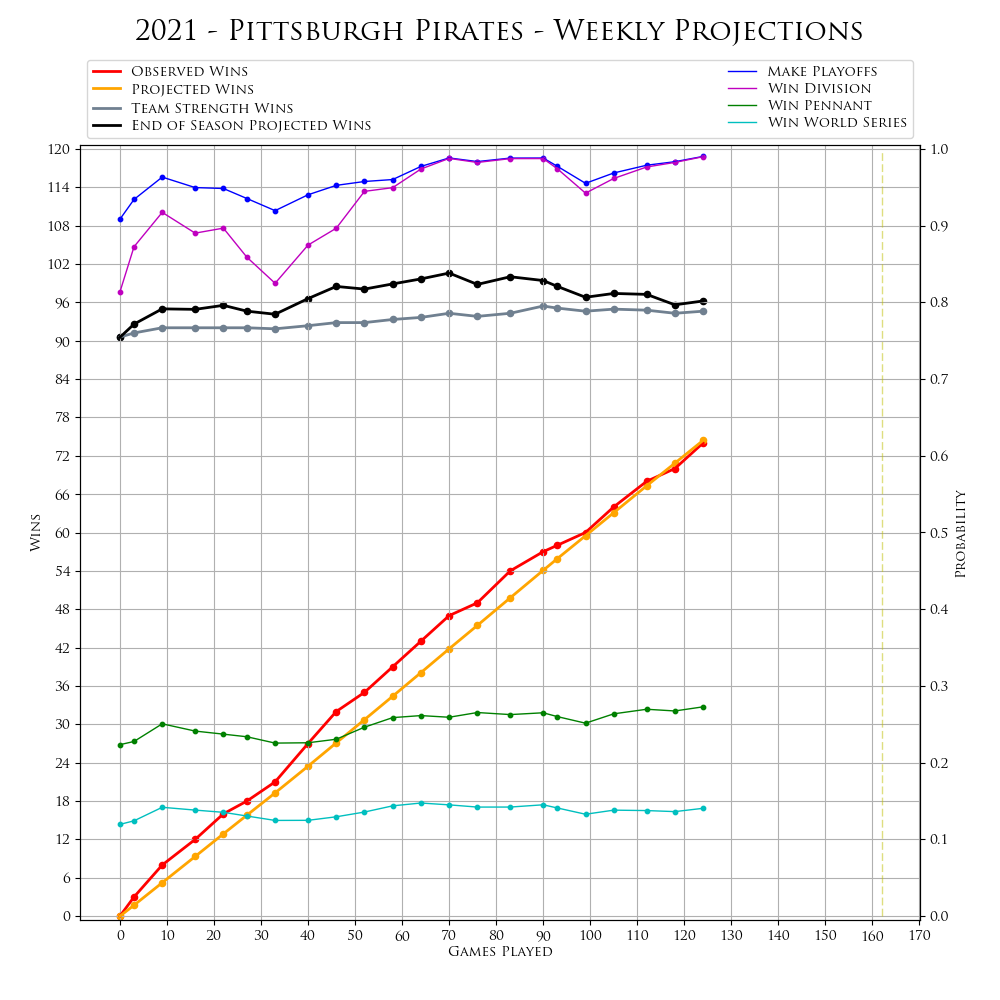 2021 - Pittsburgh Pirates - Weekly Projections
Observed Wins
Projected Wins
Team Strength Wins
End of Season Projected Wins
Make Playoffs
Win Division
Win Pennant
Win World Series
120
114
108
102
96
90
84
78
72
66
60
54
48
42
36
30
24
18
12
6
0
Wins
1.0
0.9
0.8
0.7
0.6
0.5
0.4
0.3
0.2
0.1
0.0
Probability
0 10 20 30 40 50 60 70 80 90 100 110 120 130 140 150 160 170
Games Played